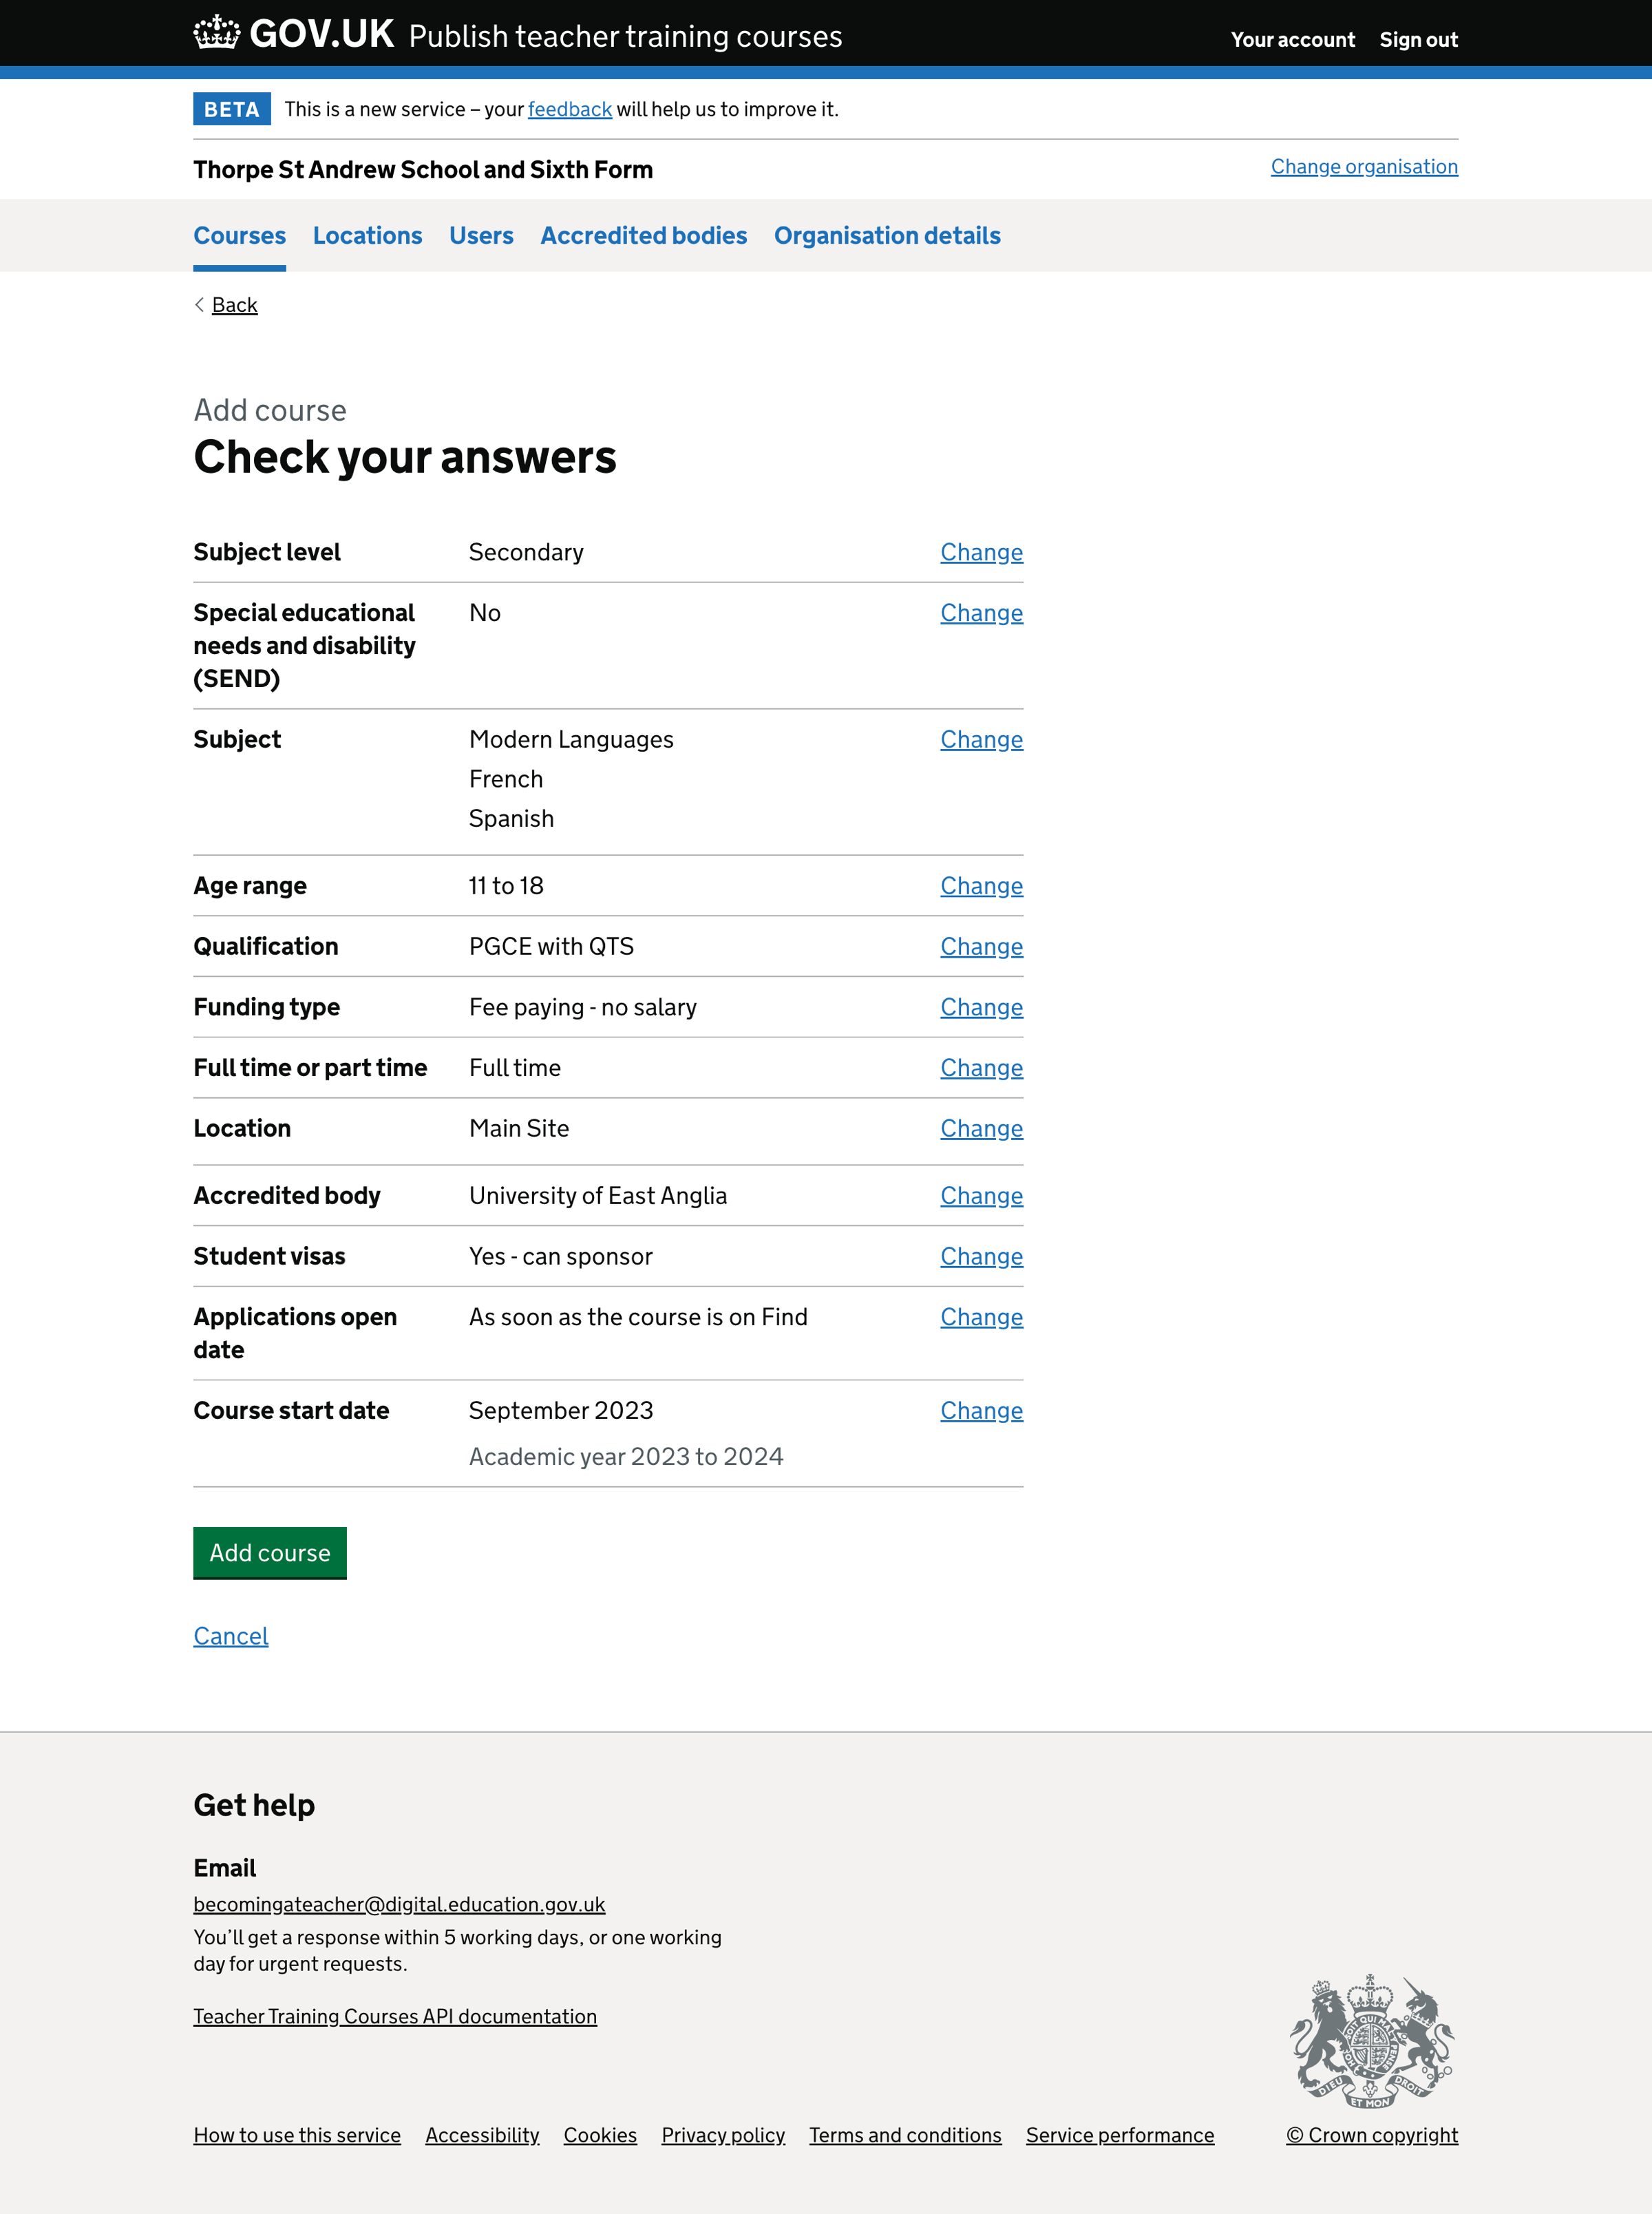 GOV.UK Publish teacher training courses Your account Sign out
BETA This is a new service – your feedback will help us to improve it.
Thorpe St Andrew School and Sixth Form Change organisation
Courses Locations Users Accredited bodies Organisation details
Back
Add course
Check your answers
Subject level Secondary Change
Special educational No Change
needs and disability
(SEND)
Subject Modern Languages Change
French
Spanish
Age range 11 to 18 Change
Qualification PGCE with QTS Change
Funding type Fee paying - no salary Change
Full time or part time Full time Change
Location Main Site Change
Accredited body University of East Anglia Change
Student visas Yes - can sponsor Change
Applications open As soon as the course is on Find Change
date
Course start date September 2023 Change
Academic year 2023 to 2024
Add course
Cancel
Get help
Email
becomingateacher@digital.education.gov.uk
You’ll get a response within 5 working days, or one working
day for urgent requests.
Teacher Training Courses API documentation
DIEU ET MON DROIT
How to use this service Accessibility Cookies Privacy policy Terms and conditions Service performance © Crown copyright